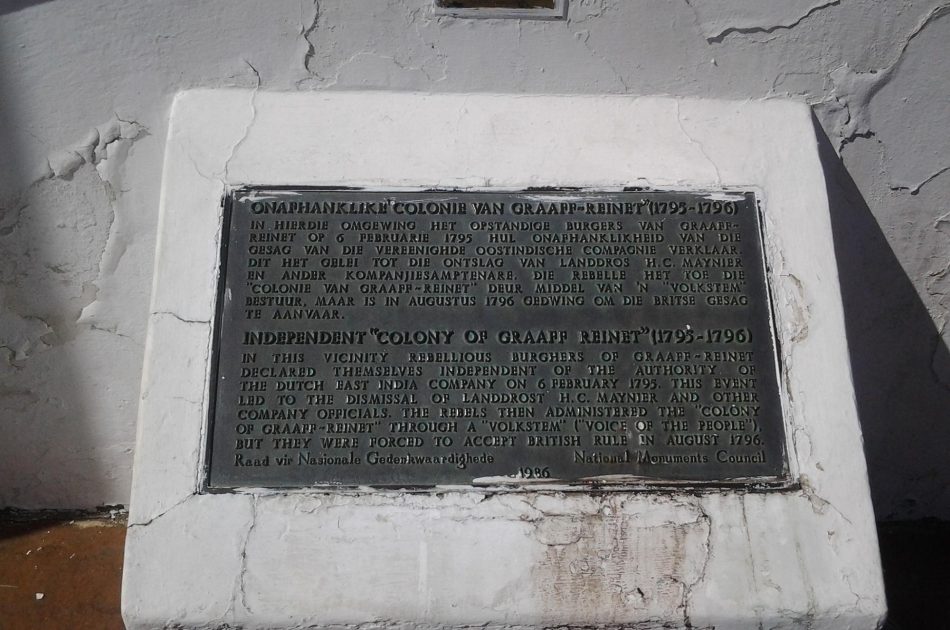 ONAPHANKLIKE "COLONIE VAN GRAAFF-REINET" (1795-1796)
IN HIERDIE OMGEWING HET OPSTANDIGE BURGERS VAN GRAAFF-
REINET OP 6 FEBRUARIE 1795 HUL ONAPHANKLIKHEID VAN DIE
GESAG VAN DIE VEREENIGHDE OOSTINDISCHE COMPAGNIE VERKLAAR.
DIT HET GELEI TOT DIE ONTSLAG VAN LANDDROS H.C. MAYNIER
EN ANDER KOMPANJIESAMPTENARE. DIE REBELLE HET TOE DIE
"COLONIE VAN GRAAFF-REINET" DEUR MIDDEL VAN 'N "VOLKSTEM"
BESTUUR, MAAR IS IN AUGUSTUS 1796 GEDWING OM DIE BRITSE GESAG
TE AANVAAR.
INDEPENDENT "COLONY OF GRAAFF REINET" (1795-1796)
IN THIS VICINITY REBELLIOUS BURGHERS OF GRAAFF-REINET
DECLARED THEMSELVES INDEPENDENT OF THE AUTHORITY OF
THE DUTCH EAST INDIA COMPANY ON 6 FEBRUARY 1795. THIS EVENT
LED TO THE DISMISSAL OF LANDDROST H.C. MAYNIER AND OTHER
COMPANY OFFICIALS. THE REBELS THEN ADMINISTERED THE "COLONY
OF GRAAFF-REINET" THROUGH A "VOLKSTEM" ("VOICE OF THE PEOPLE"),
BUT THEY WERE FORCED TO ACCEPT BRITISH RULE IN AUGUST 1796.
Raad vir Nasionale Gedenkwaardighede National Monuments Council
1986